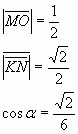 |MO| = 1/2
|KN| = √2/2
cos α = √2/6